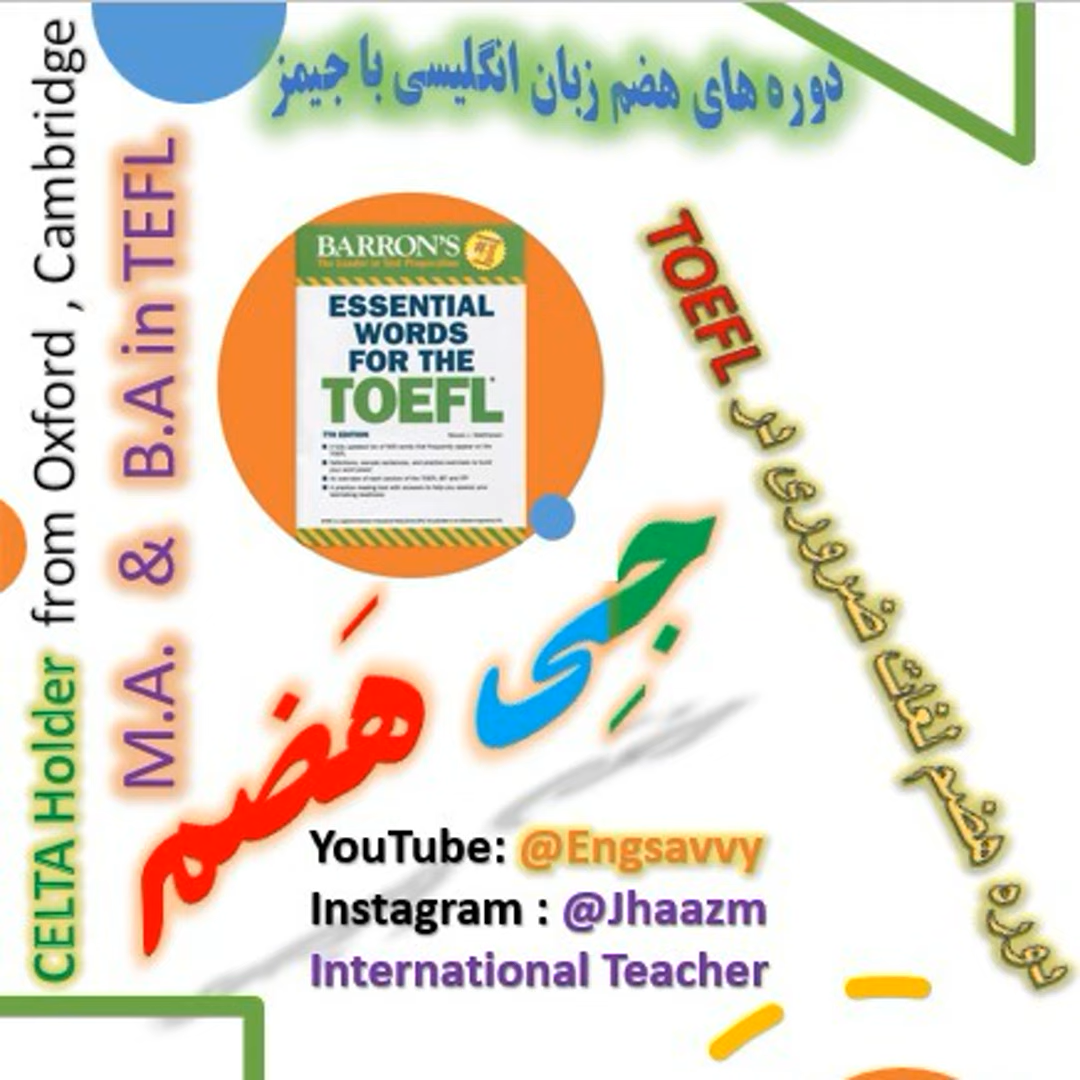 دوره های هضم زبان انگلیسی با جیمز
CELTA Holder from Oxford , Cambridge
M.A. & B.A in TEFL
BARRON'S
#1
The Leader in Test Preparation
ESSENTIAL
WORDS
FOR THE
TOEFL
7TH EDITION
دوره هضم لغات ضروری در TOEFL
جِی هَضم
YouTube: @Engsavvy
Instagram : @Jhaazm
International Teacher